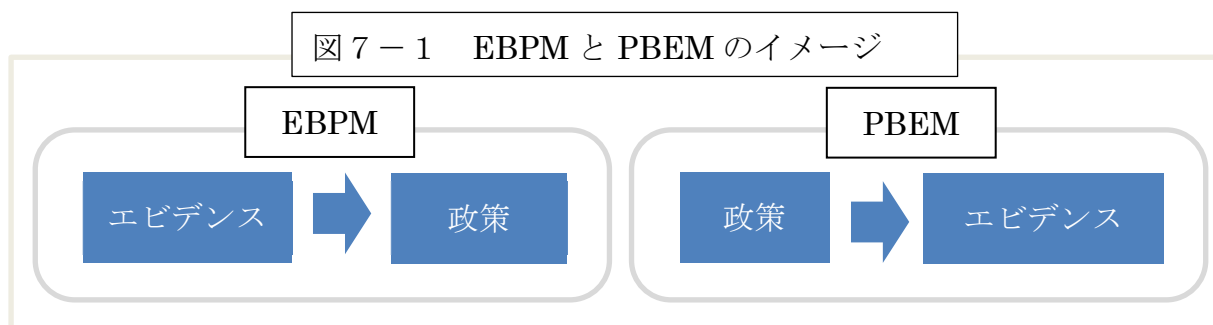 図７－１　EBPM と PBEM のイメージ
EBPM
エビデンス
政策
PBEM
政策
エビデンス